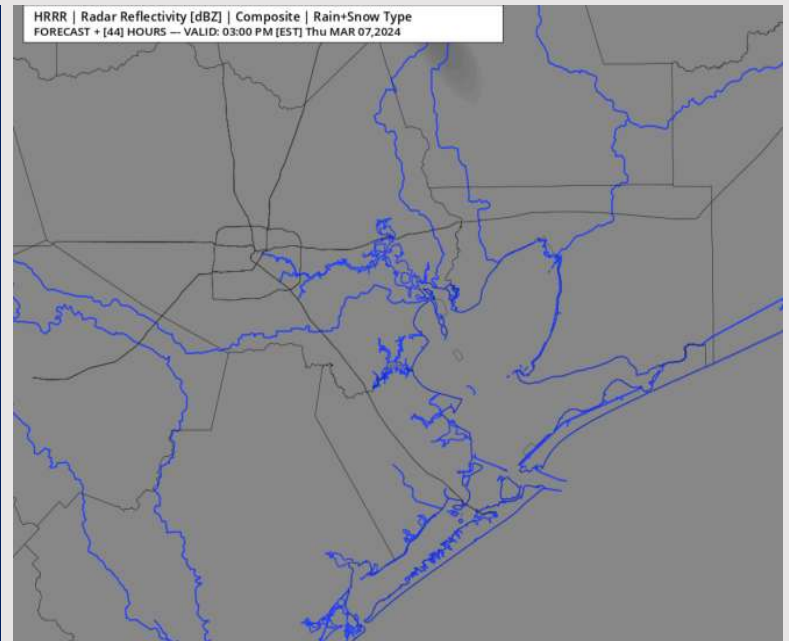 HRRR | Radar Reflectivity [dBZ] | Composite | Rain+Snow Type
FORECAST + [44] HOURS --- VALID: 03:00 PM [EST] Thu MAR 07,2024